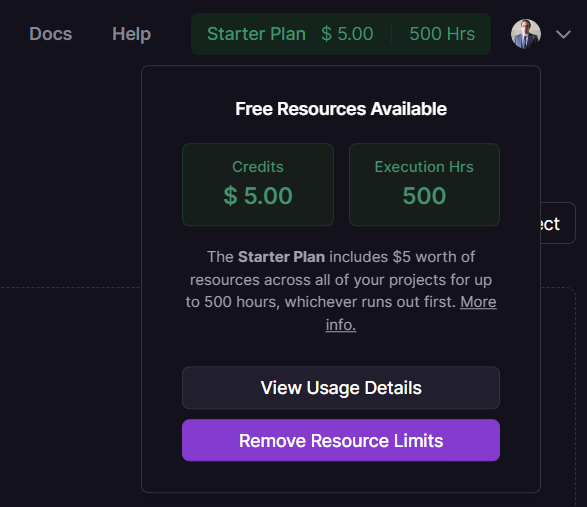 Docs
Help
Starter Plan $ 5.00 500 Hrs
Free Resources Available
Credits
$ 5.00
Execution Hrs
500
ect
The Starter Plan includes $5 worth of
resources across all of your projects for up
to 500 hours, whichever runs out first. More
info.
View Usage Details
Remove Resource Limits